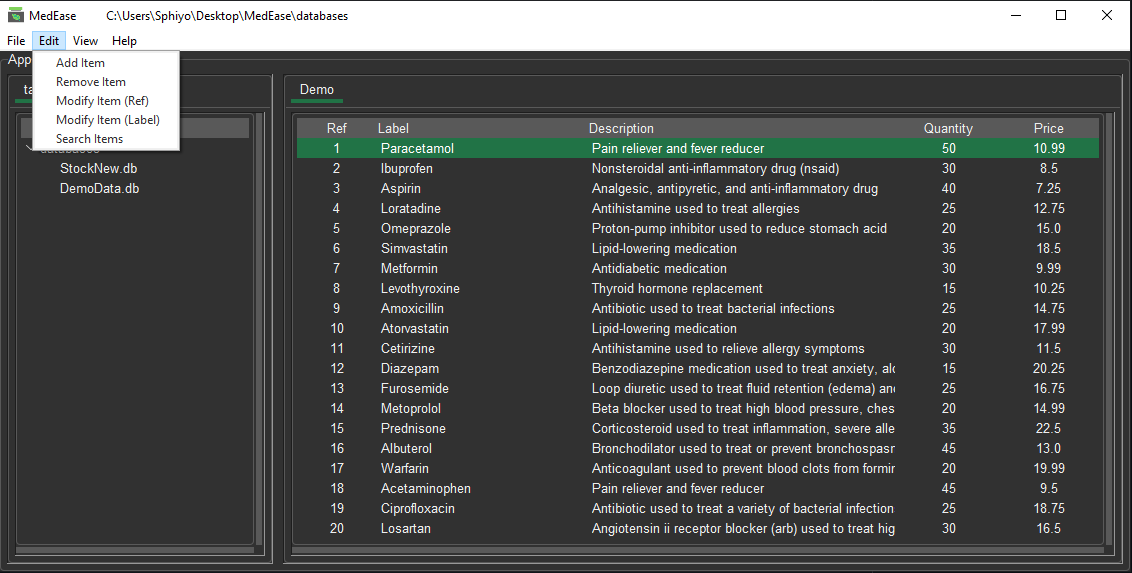 MedEase C:\Users\Sphiyo\Desktop\MedEase\databases
File Edit View Help
App
Add Item
Remove Item
Modify Item (Ref)
Modify Item (Label)
Search Items
ta
databases
StockNew.db
DemoData.db
Demo
Ref Label Description Quantity Price
1 Paracetamol Pain reliever and fever reducer 50 10.99
2 Ibuprofen Nonsteroidal anti-inflammatory drug (nsaid) 30 8.5
3 Aspirin Analgesic, antipyretic, and anti-inflammatory drug 40 7.25
4 Loratadine Antihistamine used to treat allergies 25 12.75
5 Omeprazole Proton-pump inhibitor used to reduce stomach acid 20 15.0
6 Simvastatin Lipid-lowering medication 35 18.5
7 Metformin Antidiabetic medication 30 9.99
8 Levothyroxine Thyroid hormone replacement 15 10.25
9 Amoxicillin Antibiotic used to treat bacterial infections 25 14.75
10 Atorvastatin Lipid-lowering medication 20 17.99
11 Cetirizine Antihistamine used to relieve allergy symptoms 30 11.5
12 Diazepam Benzodiazepine medication used to treat anxiety, alc 15 20.25
13 Furosemide Loop diuretic used to treat fluid retention (edema) an 25 16.75
14 Metoprolol Beta blocker used to treat high blood pressure, ches 20 14.99
15 Prednisone Corticosteroid used to treat inflammation, severe alle 35 22.5
16 Albuterol Bronchodilator used to treat or prevent bronchospasm 45 13.0
17 Warfarin Anticoagulant used to prevent blood clots from formin 20 19.99
18 Acetaminophen Pain reliever and fever reducer 45 9.5
19 Ciprofloxacin Antibiotic used to treat a variety of bacterial infection 25 18.75
20 Losartan Angiotensin ii receptor blocker (arb) used to treat hig 30 16.5